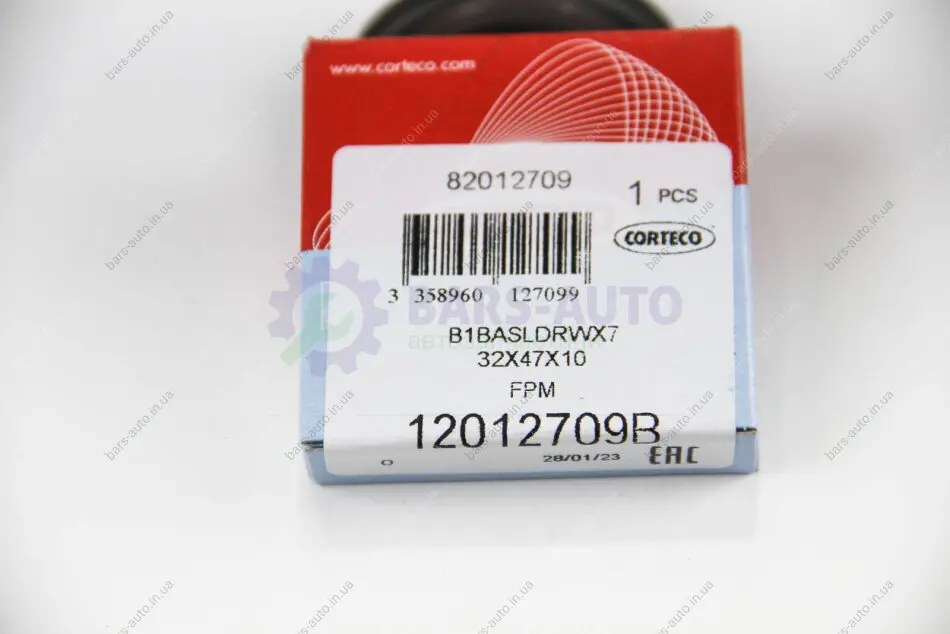 www.corteco.com
82012709
1 PCS
CORTECO
3 358960 127099
BARS-AUTO
B1BASLDRWX7
32X47X10
FPM
12012709B
28/01/23 EAC
bars-auto.in.ua